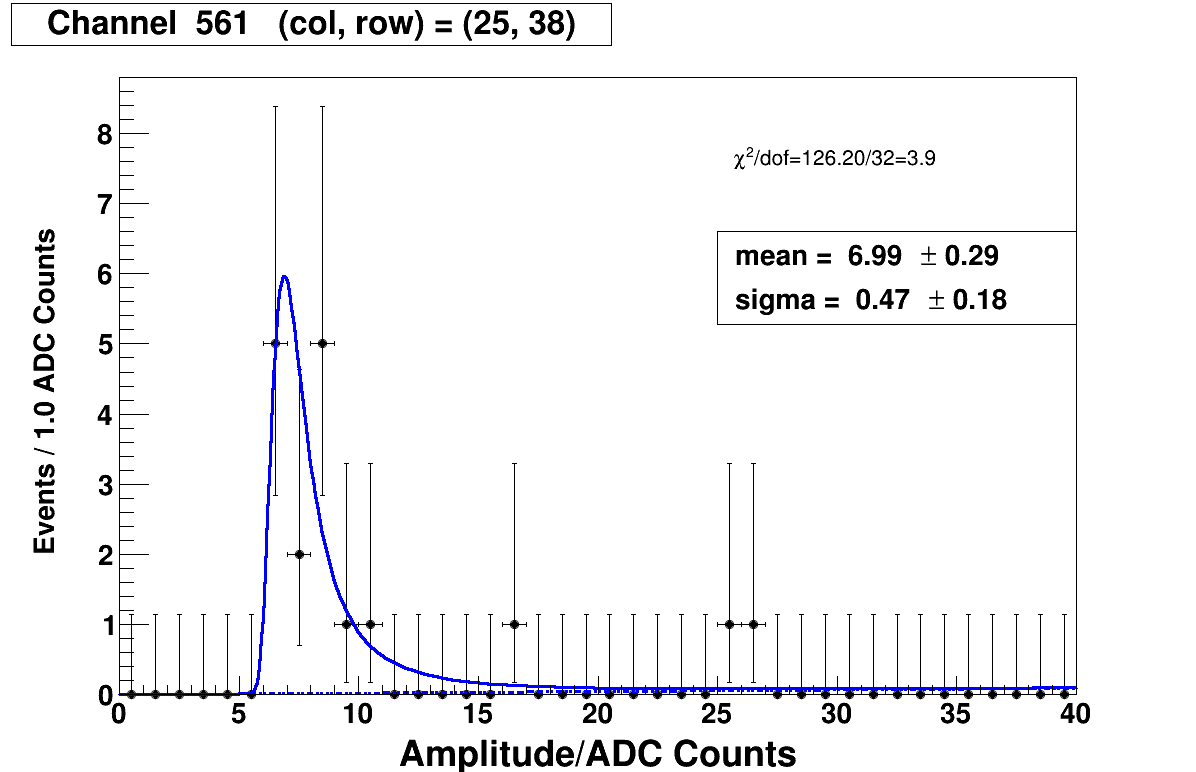 Channel 561 (col, row) = (25, 38)
χ²/dof=126.20/32=3.9
mean = 6.99 ± 0.29
sigma = 0.47 ± 0.18
Events / 1.0 ADC Counts
8
7
6
5
4
3
2
1
0
0 5 10 15 20 25 30 35 40
Amplitude/ADC Counts